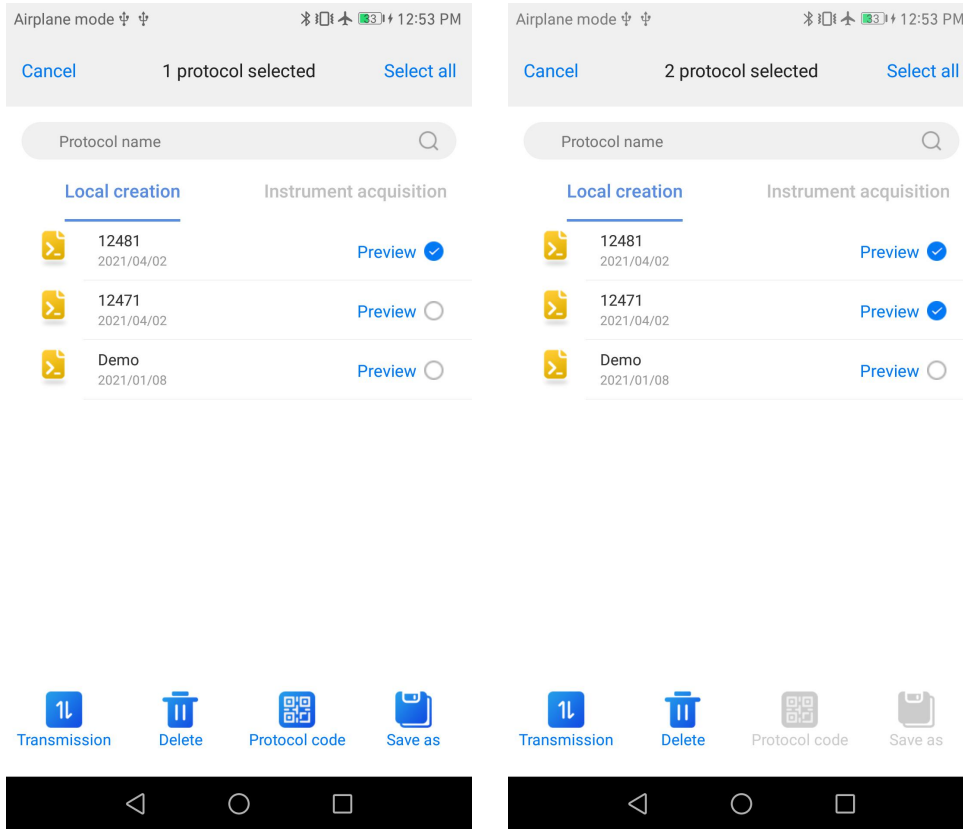 Airplane mode 33 12:53 PM
Cancel 1 protocol selected Select all
Protocol name
Local creation Instrument acquisition
12481
2021/04/02
Preview
12471
2021/04/02
Preview
Demo
2021/01/08
Preview
Transmission Delete Protocol code Save as
Airplane mode 33 12:53 PM
Cancel 2 protocol selected Select all
Protocol name
Local creation Instrument acquisition
12481
2021/04/02
Preview
12471
2021/04/02
Preview
Demo
2021/01/08
Preview
Transmission Delete Protocol code Save as